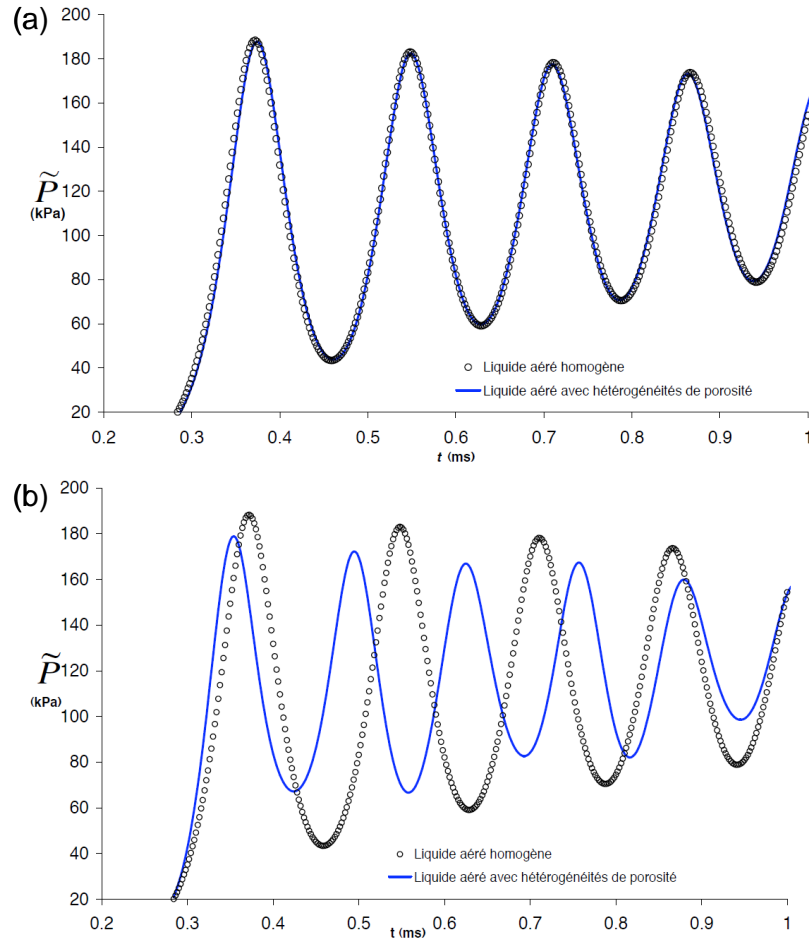 (a)
200
180
160
140
120
100
80
60
40
20
P̃
(kPa)
Liquide aéré homogène
Liquide aéré avec hétérogénéités de porosité
0.2 0.3 0.4 0.5 0.6 0.7 0.8 0.9 1
t (ms)
(b)
200
180
160
140
120
100
80
60
40
20
P̃
(kPa)
Liquide aéré homogène
Liquide aéré avec hétérogénéités de porosité
0.2 0.3 0.4 0.5 0.6 0.7 0.8 0.9 1
t (ms)